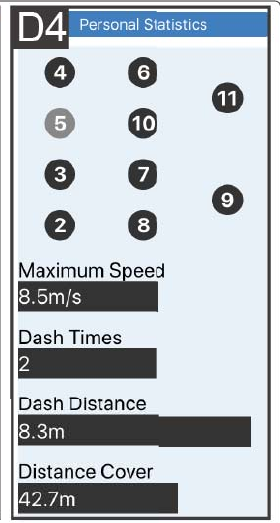 D4 Personal Statistics
4 6
11
5 10
3 7
9
2 8
Maximum Speed
8.5m/s
Dash Times
2
Dash Distance
8.3m
Distance Cover
42.7m